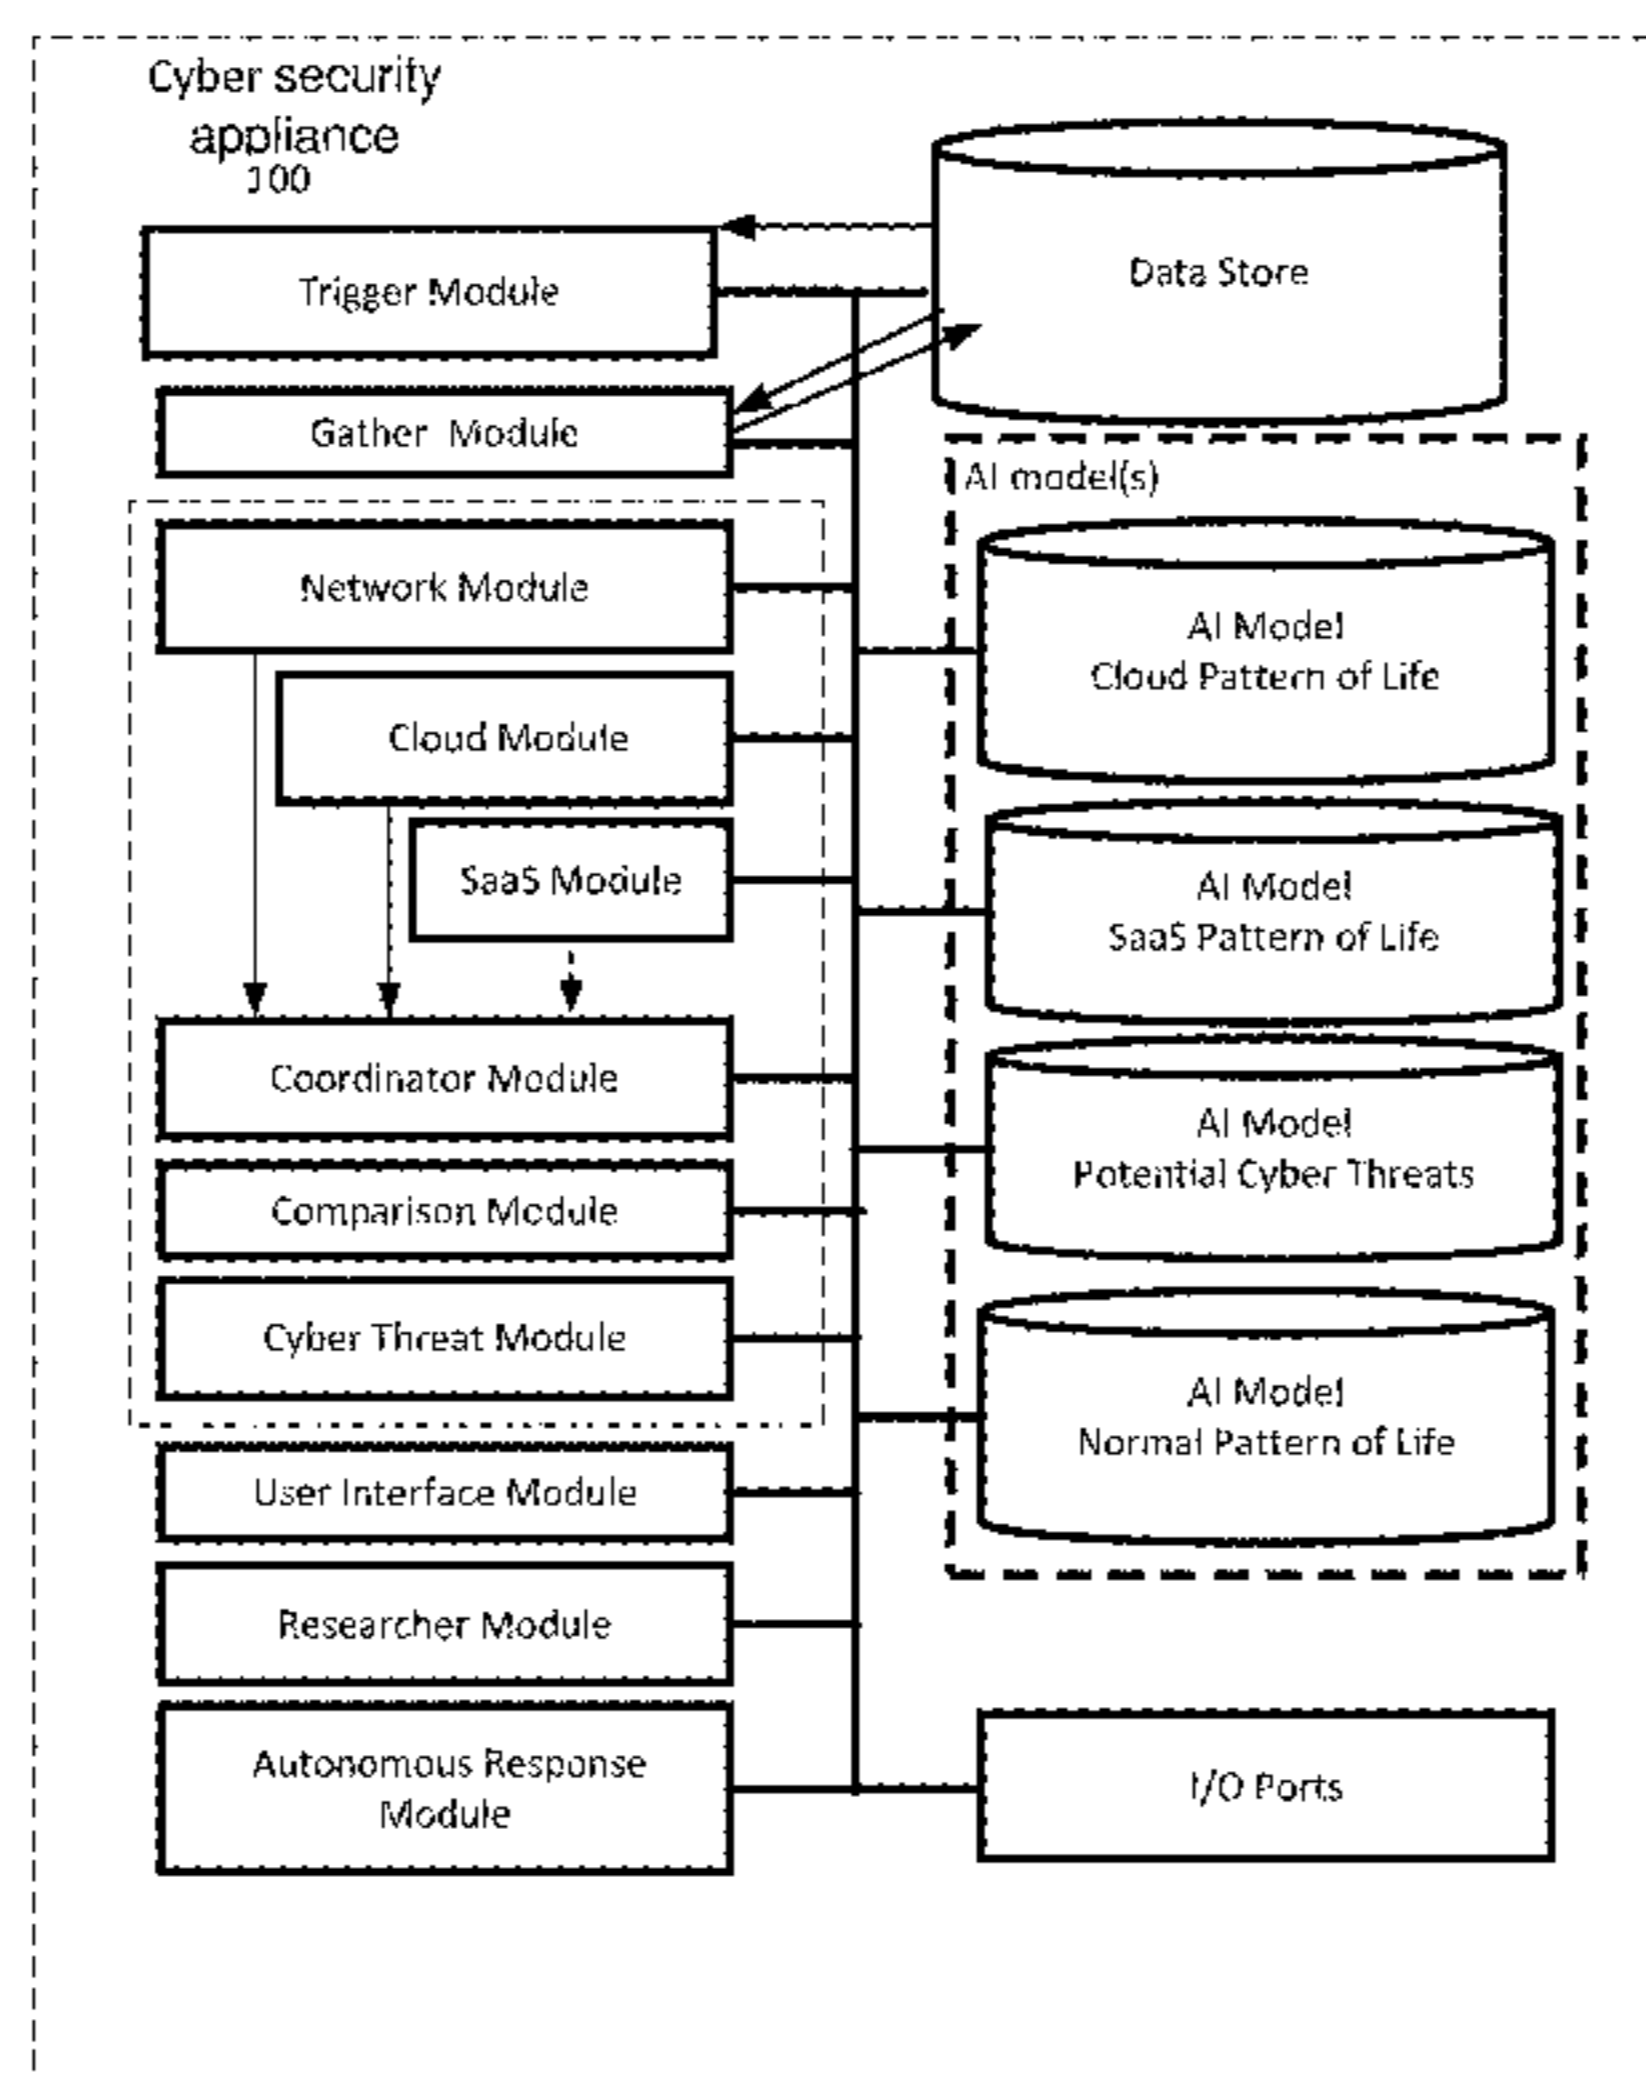 Cyber security
appliance
100
Trigger Module
Data Store
Gather Module
AI model(s)
Network Module
AI Model
Cloud Pattern of Life
Cloud Module
SaaS Module
AI Model
SaaS Pattern of Life
Coordinator Module
AI Model
Potential Cyber Threats
Comparison Module
Cyber Threat Module
AI Model
Normal Pattern of Life
User Interface Module
Researcher Module
Autonomous Response
Module
I/O Ports